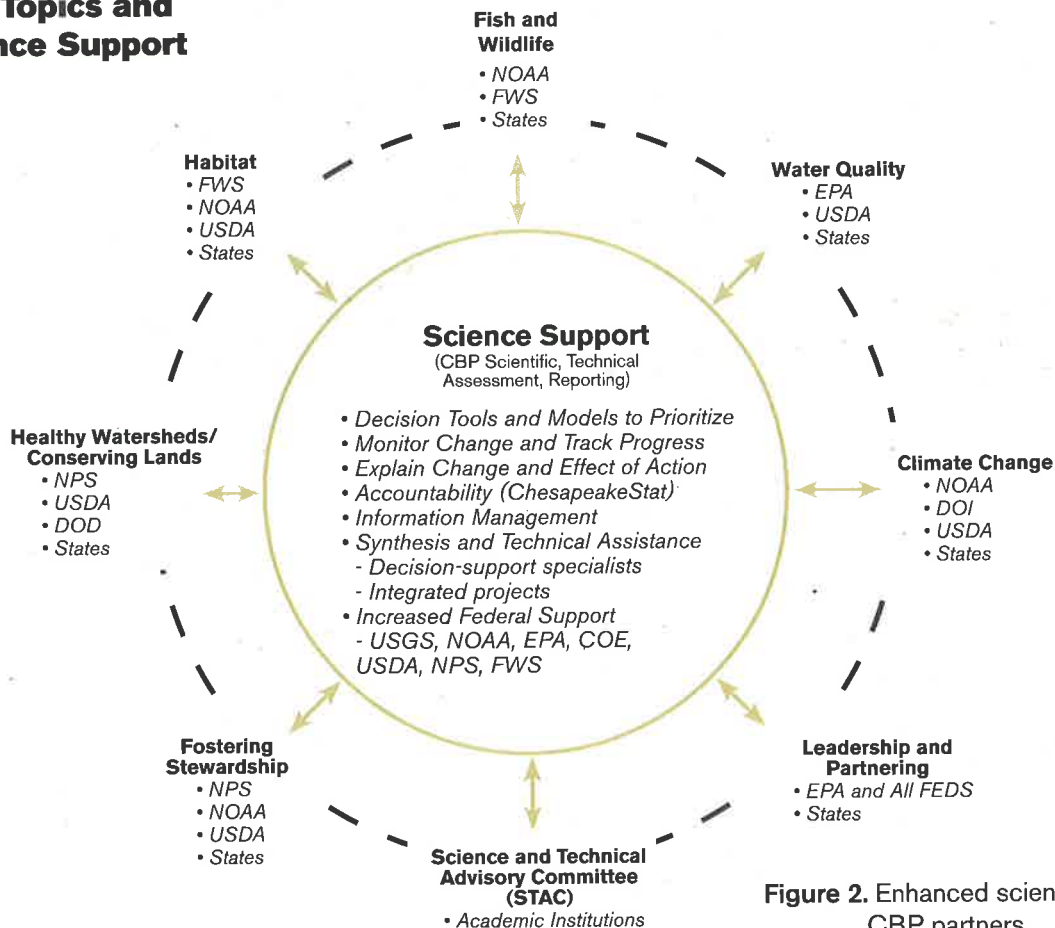 Topics and
Support
Fish and
Wildlife
• NOAA
• FWS
• States
Habitat
• FWS
• NOAA
• USDA
• States
Water Quality
• EPA
• USDA
• States
Science Support
(CBP Scientific, Technical
Assessment, Reporting)
• Decision Tools and Models to Prioritize
• Monitor Change and Track Progress
• Explain Change and Effect of Action
• Accountability (ChesapeakeStat)
• Information Management
• Synthesis and Technical Assistance
- Decision-support specialists
- Integrated projects
• Increased Federal Support
- USGS, NOAA, EPA, COE,
USDA, NPS, FWS
Healthy Watersheds/
Conserving Lands
• NPS
• USDA
• DOD
• States
Climate Change
• NOAA
• DOI
• USDA
• States
Fostering
Stewardship
• NPS
• NOAA
• USDA
• States
Leadership and
Partnering
• EPA and All FEDS
• States
Science and Technical
Advisory Committee
(STAC)
• Academic Institutions
Figure 2. Enhanced scien
CBP partners